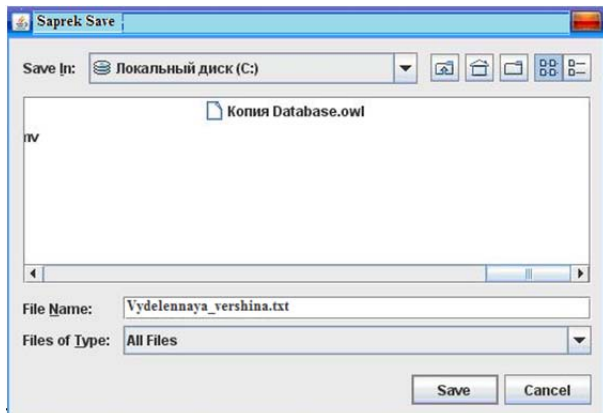 Saprek Save
Save In: Локальный диск (C:)
Копия Database.owl
nv
File Name: Vydelennaya_vershina.txt
Files of Type: All Files
Save Cancel